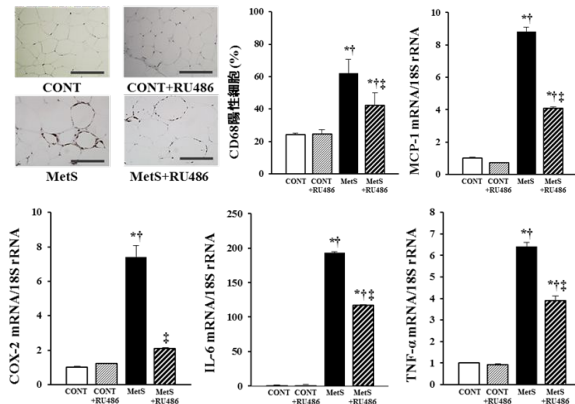 CONT
CONT+RU486
MetS
MetS+RU486
CD68陽性細胞 (%)
100
80
60
40
20
0
*†
*†‡
CONT
CONT
+RU486
MetS
MetS
+RU486
MCP-1 mRNA/18S rRNA
10
8
6
4
2
0
*†
*†‡
CONT
CONT
+RU486
MetS
MetS
+RU486
COX-2 mRNA/18S rRNA
10
8
6
4
2
0
*†
‡
CONT
CONT
+RU486
MetS
MetS
+RU486
IL-6 mRNA/18S rRNA
250
200
150
100
50
0
*†
*†‡
CONT
CONT
+RU486
MetS
MetS
+RU486
TNF-α mRNA/18S rRNA
8
7
6
5
4
3
2
1
0
*†
*†‡
CONT
CONT
+RU486
MetS
MetS
+RU486